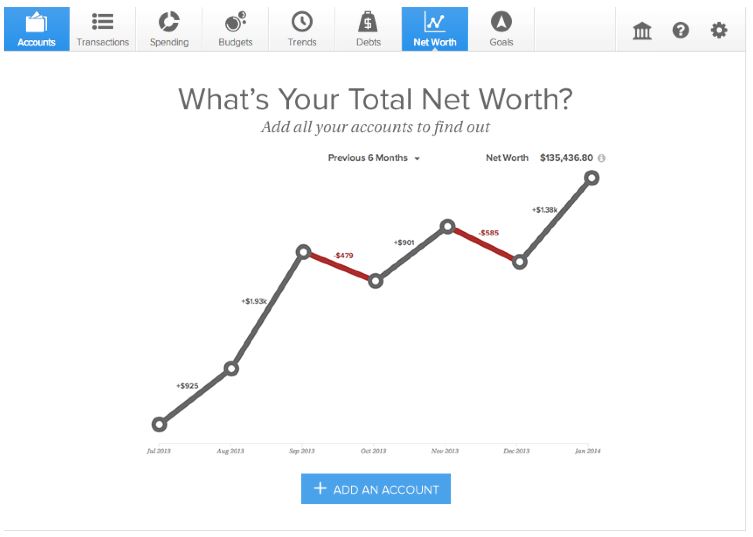 Accounts Transactions Spending Budgets Trends Debts Net Worth Goals
What's Your Total Net Worth?
Add all your accounts to find out
Previous 6 Months Net Worth $135,436.80
+$1.38k
-$585
+$901
-$479
+$1.93k
+$925
Jul 2013 Aug 2013 Sep 2013 Oct 2013 Nov 2013 Dec 2013 Jan 2014
+ ADD AN ACCOUNT